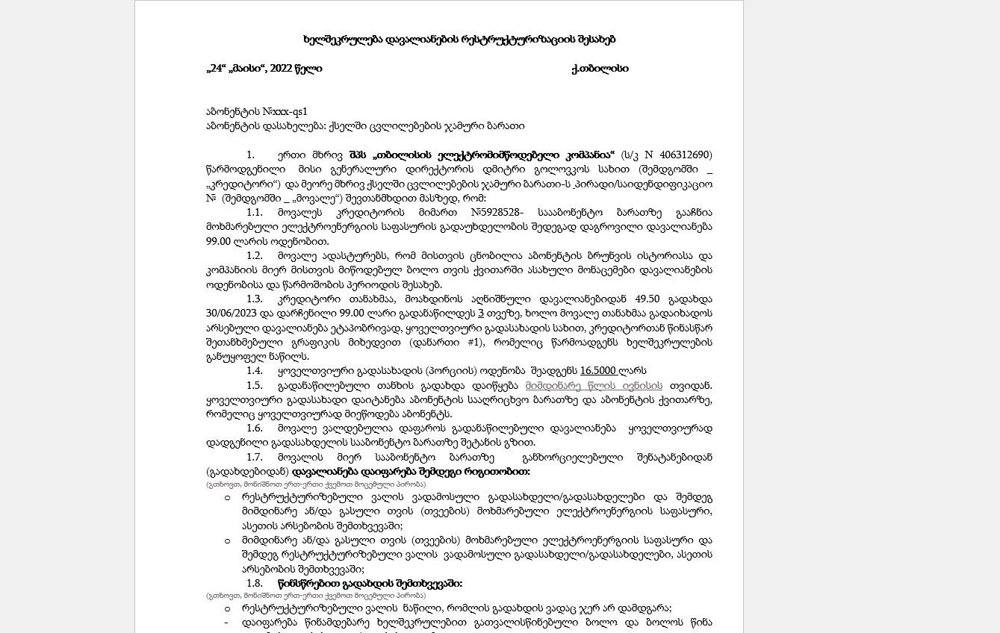 ხელშეკრულება დავალიანების რესტრუქტურიზაციის შესახებ
„24“ „მაისი“, 2022 წელი ქ.თბილისი
აბონენტის №xxx-qs1
აბონენტის დასახელება: ქსელში ცვლილებების ჯამური ბარათი
1. ერთი მხრივ შპს „თბილისის ელექტრომიმწოდებელი კომპანია“ (ს/კ N 406312690)
წარმოდგენილი მისი გენერალური დირექტორის დმიტრი გოლოვკოს სახით (შემდგომში _
„კრედიტორი“) და მეორე მხრივ ქსელში ცვლილებების ჯამური ბარათი-ს პირადი/საიდენდიფიკაციო
№ (შემდგომში _ „მოვალე“) შევთანმხდით მასზედ, რომ:
1.1. მოვალეს კრედიტორის მიმართ №5928528- საააბონენტო ბარათზე გააჩნია
მოხმარებული ელექტროენერგიის საფასურის გადაუხდელობის შედეგად დაგროვილი დავალიანება
99.00 ლარის ოდენობით.
1.2. მოვალე ადასტურებს, რომ მისთვის ცნობილია აბონენტის ბრუნვის ისტორიასა და
კომპანიის მიერ მისთვის მიწოდებულ ბოლო თვის ქვითარში ასახული მონაცემები დავალიანების
ოდენობისა და წარმოშობის პერიოდის შესახებ.
1.3. კრედიტორი თანახმაა, მოახდინოს აღნიშნული დავალიანებიდან 49.50 გადახდა
30/06/2023 და დარჩენილი 99.00 ლარი გადანაწილდეს 3 თვეზე, ხოლო მოვალე თანახმაა გადაიხადოს
არსებული დავალიანება ეტაპობრივად, ყოველთვიური გადასახადის სახით, კრედიტორთან წინასწარ
შეთანხმებული გრაფიკის მიხედვით (დანართი #1), რომელიც წარმოადგენს ხელშეკრულების
განუყოფელ ნაწილს.
1.4. ყოველთვიური გადასახადის (პორციის) ოდენობა შეადგენს 16.5000 ლარს
1.5. გადანაწილებული თანხის გადახდა დაიწყება მიმდინარე წლის ივნისის თვიდან.
ყოველთვიური გადასახადი დაიტანება აბონენტის სააღრიცხვო ბარათზე და აბონენტის ქვითარზე,
რომელიც ყოველთვიურად მიეწოდება აბონენტს.
1.6. მოვალე ვალდებულია დაფაროს გადანაწილებული დავალიანება ყოველთვიურად
დადგენილი გადასახდელის სააბონენტო ბარათზე შეტანის გზით.
1.7. მოვალის მიერ სააბონენტო ბარათზე განხორციელებული შენატანებიდან
(გადახდებიდან) დავალიანება დაიფარება შემდეგი რიგითობით:
(გთხოვთ, მონიშნოთ ერთ-ერთი ქვემოთ მოცემული პირობა)
o რესტრუქტურიზებული ვალის ვადამოსული გადასახდელი/გადასახდელები და შემდეგ
მიმდინარე ან/და გასული თვის (თვეების) მოხმარებული ელექტროენერგიის საფასური,
ასეთის არსებობის შემთხვევაში;
o მიმდინარე ან/და გასული თვის (თვეების) მოხმარებული ელექტროენერგიის საფასური და
შემდეგ რესტრუქტურიზებული ვალის ვადამოსული გადასახდელი/გადასახდელები, ასეთის
არსებობის შემთხვევაში;
1.8. წინსწრებით გადახდის შემთხვევაში:
(გთხოვთ, მონიშნოთ ერთ-ერთი ქვემოთ მოცემული პირობა)
o რესტრუქტურიზებული ვალის ნაწილი, რომლის გადახდის ვადაც ჯერ არ დამდგარა;
- დაიფარება წინამდებარე ხელშეკრულებით გათვალისწინებული ბოლო და ბოლოს წინა